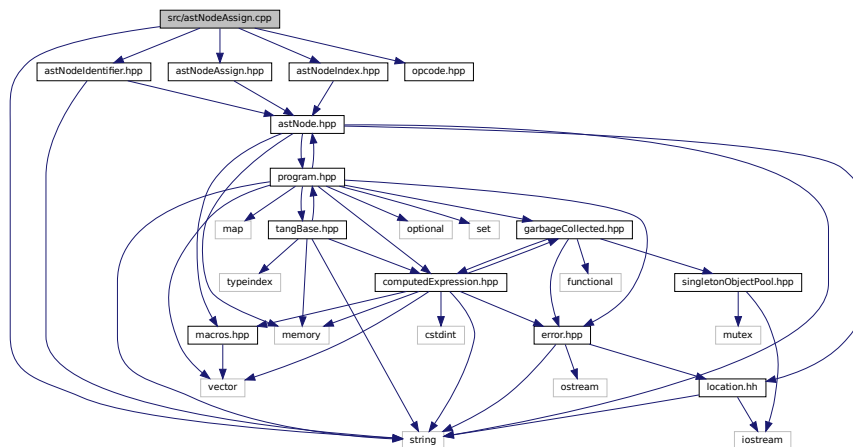 src/astNodeAssign.cpp
astNodeIdentifier.hpp
astNodeAssign.hpp
astNodeIndex.hpp
opcode.hpp
astNode.hpp
program.hpp
map
tangBase.hpp
optional
set
garbageCollected.hpp
typeindex
computedExpression.hpp
functional
singletonObjectPool.hpp
macros.hpp
memory
cstdint
error.hpp
mutex
vector
ostream
location.hh
string
iostream